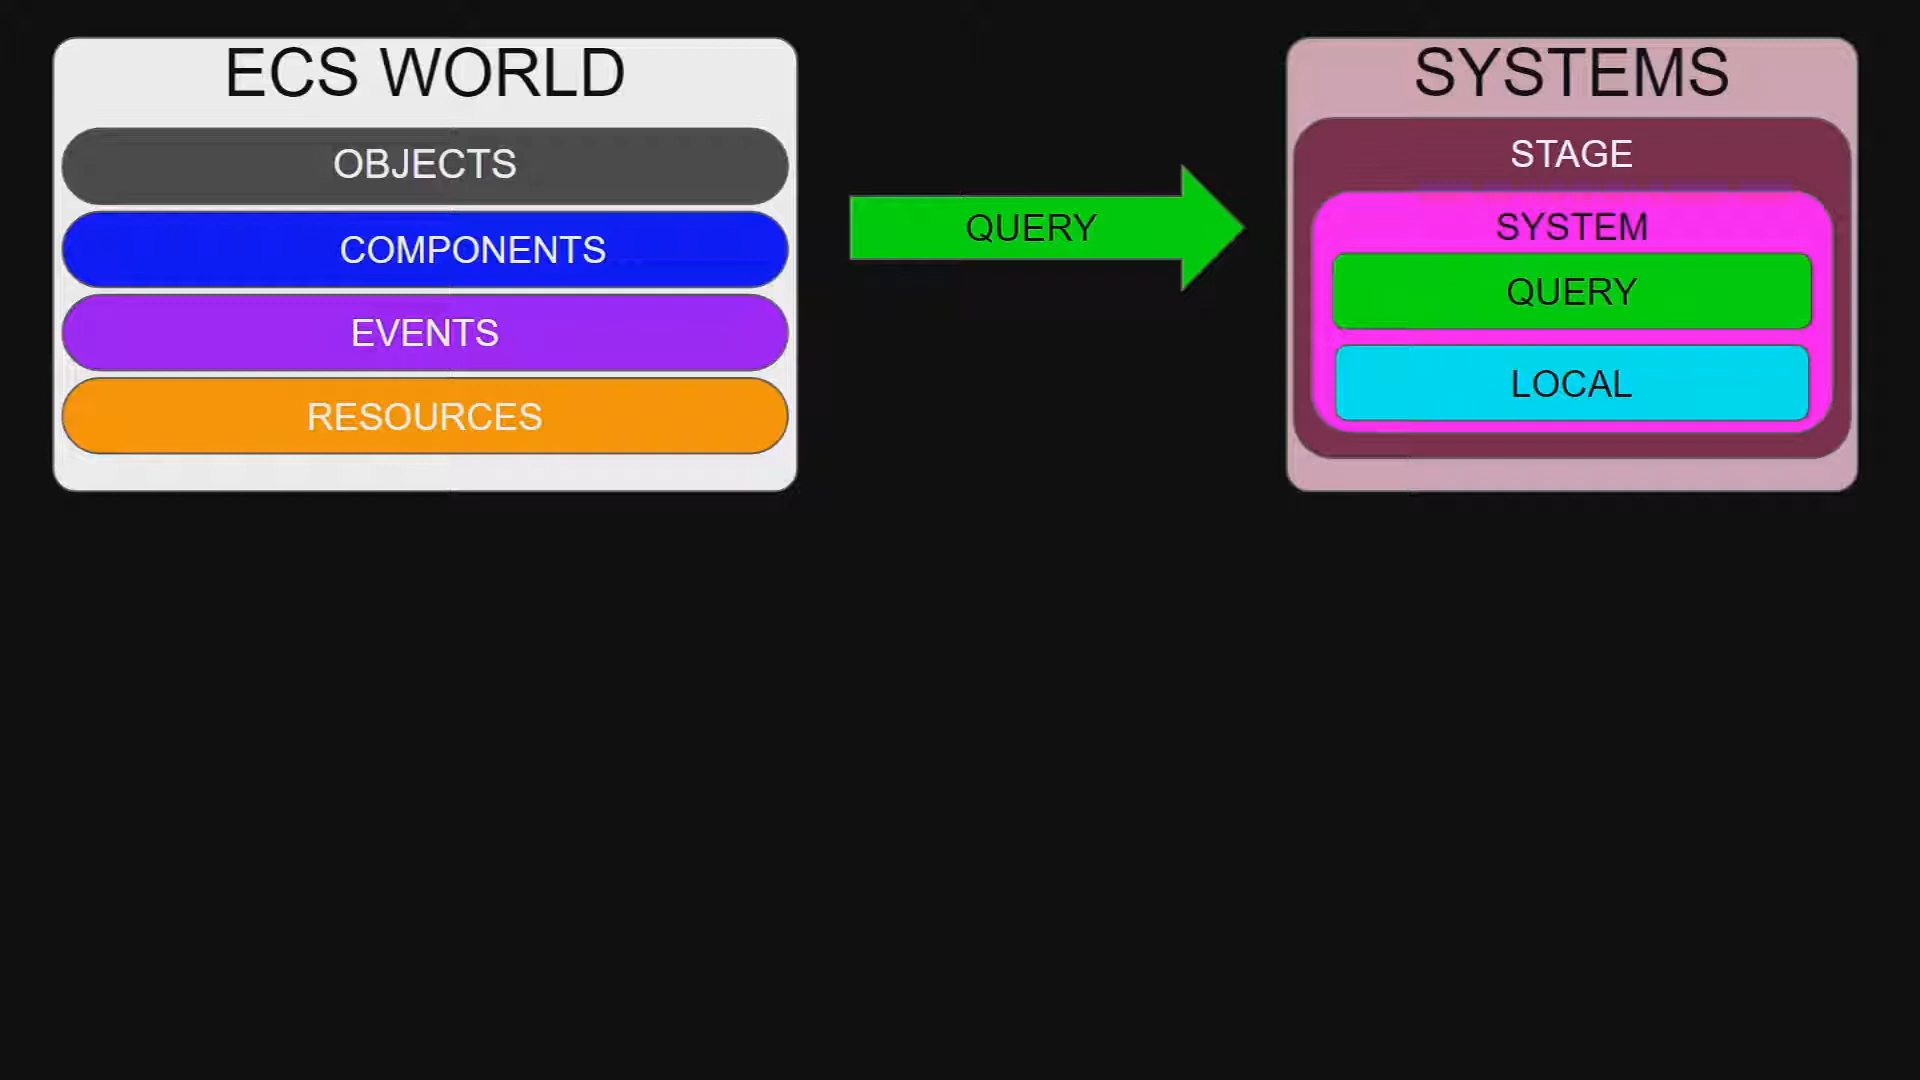 ECS WORLD
OBJECTS
COMPONENTS
EVENTS
RESOURCES
QUERY
SYSTEMS
STAGE
SYSTEM
QUERY
LOCAL